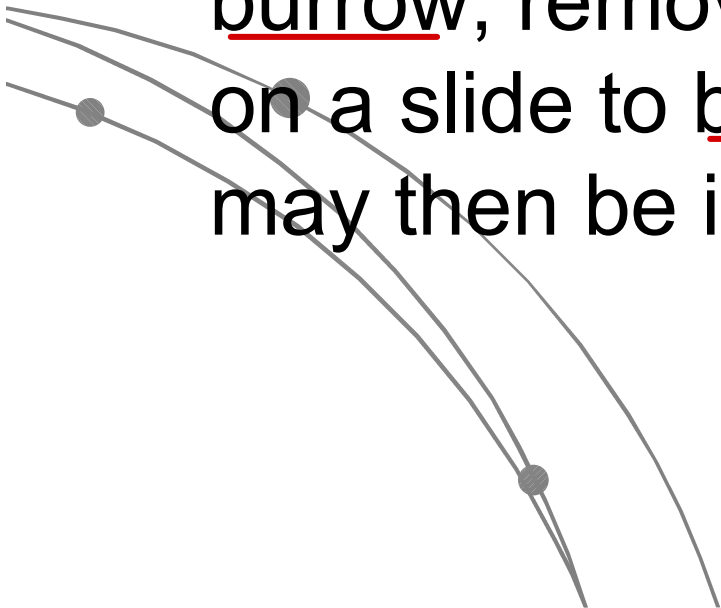 burrow, remov
on a slide to b
may then be i